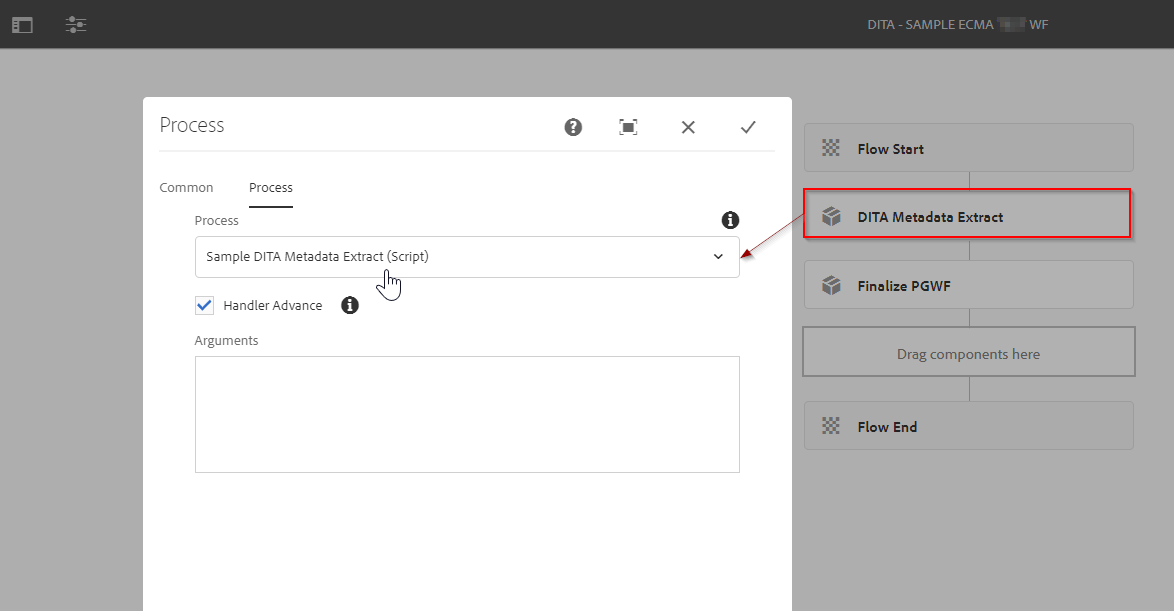 DITA - SAMPLE ECMA WF
Process
Common Process
Process
Sample DITA Metadata Extract (Script)
Handler Advance
Arguments
Flow Start
DITA Metadata Extract
Finalize PGWF
Drag components here
Flow End